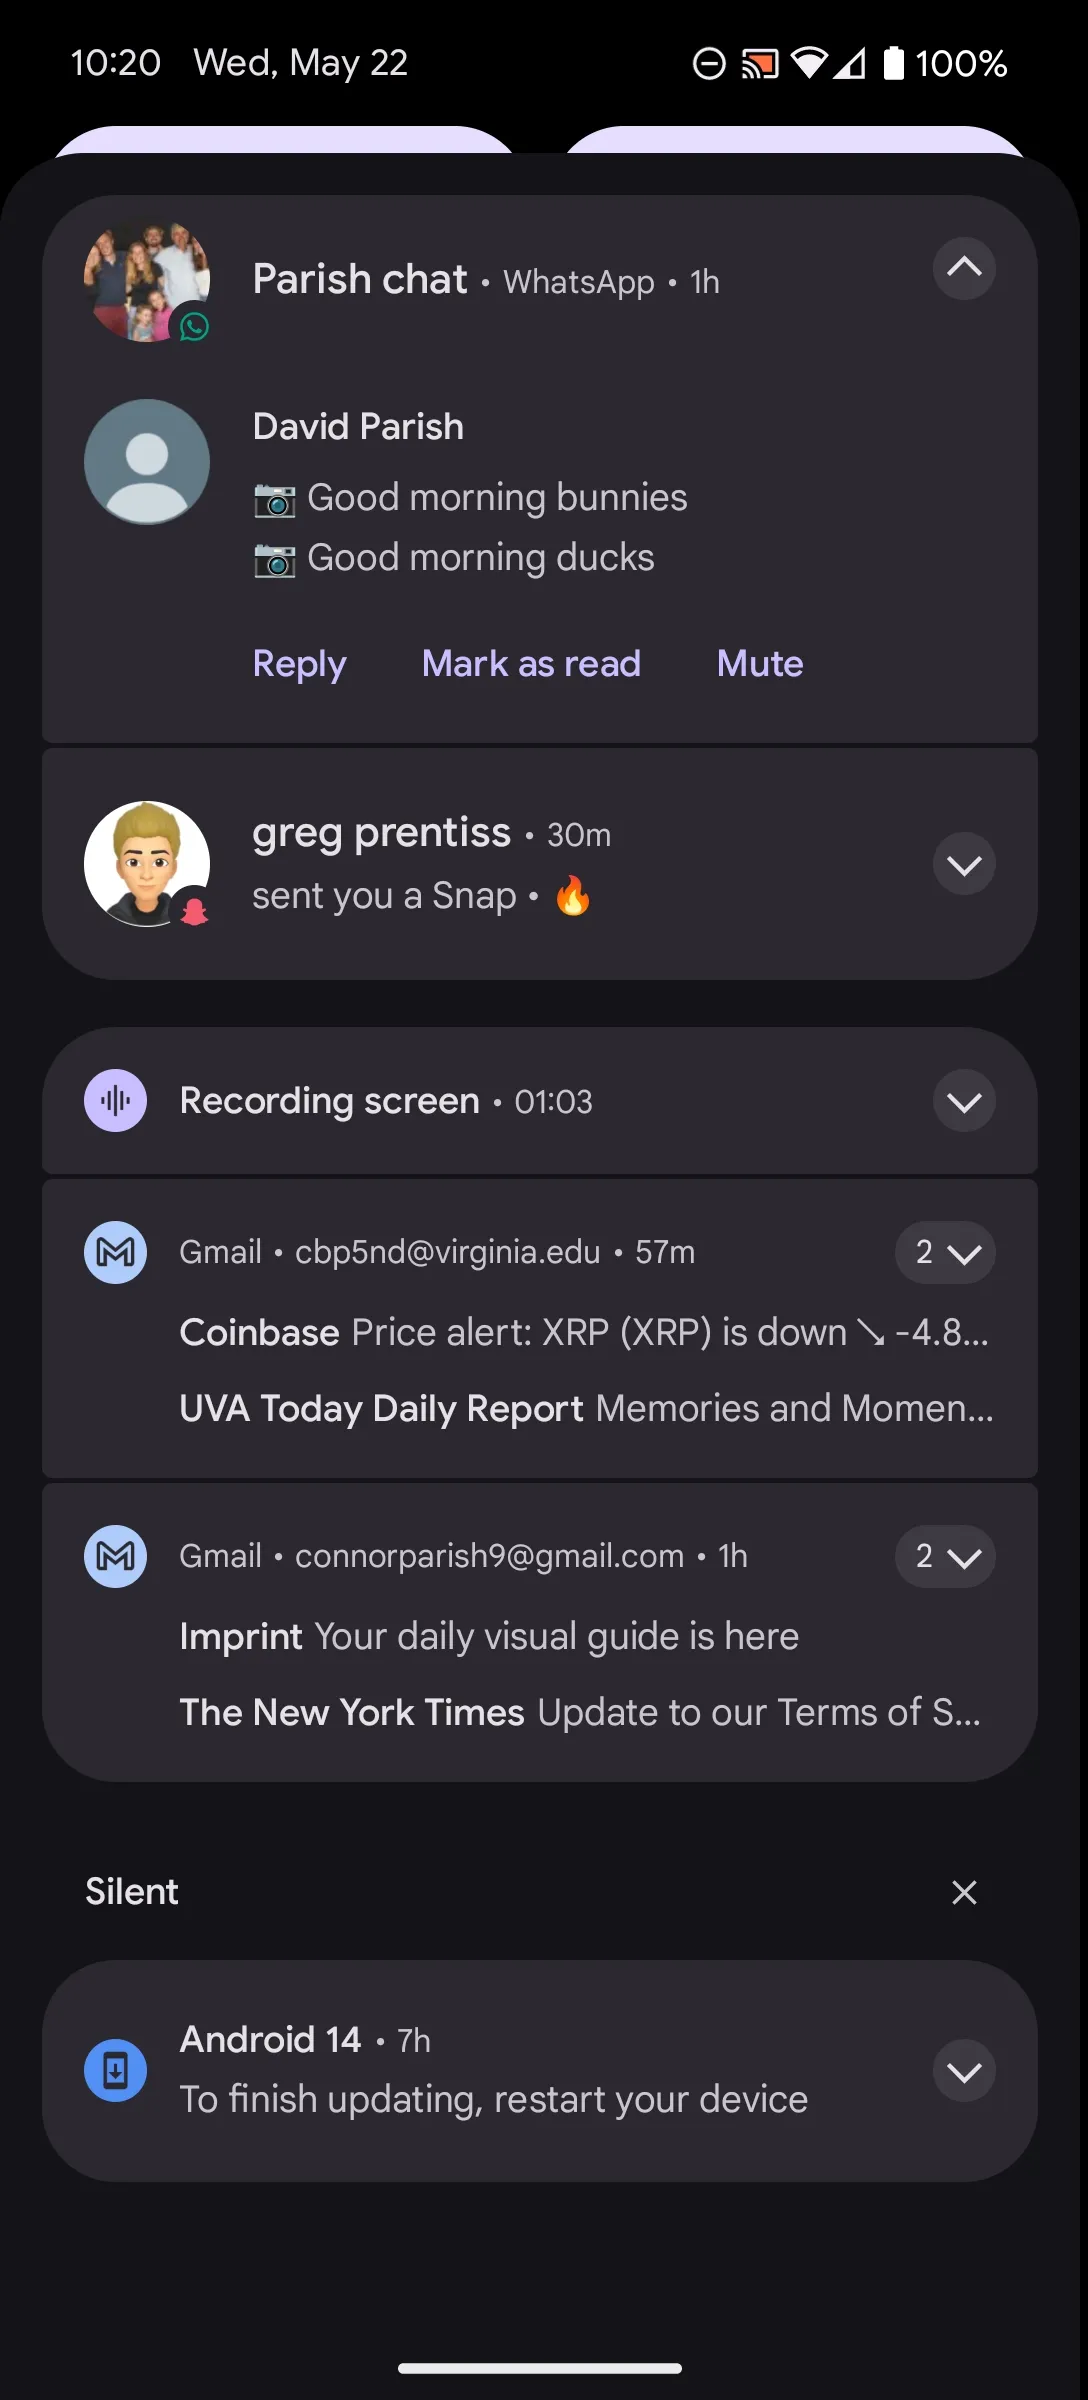 10:20 Wed, May 22 100%
Parish chat • WhatsApp • 1h
David Parish
📷 Good morning bunnies
📷 Good morning ducks
Reply Mark as read Mute
greg prentiss • 30m
sent you a Snap • 🔥
Recording screen • 01:03
Gmail • cbp5nd@virginia.edu • 57m 2
Coinbase Price alert: XRP (XRP) is down ↘ -4.8...
UVA Today Daily Report Memories and Momen...
Gmail • connorparish9@gmail.com • 1h 2
Imprint Your daily visual guide is here
The New York Times Update to our Terms of S...
Silent
Android 14 • 7h
To finish updating, restart your device